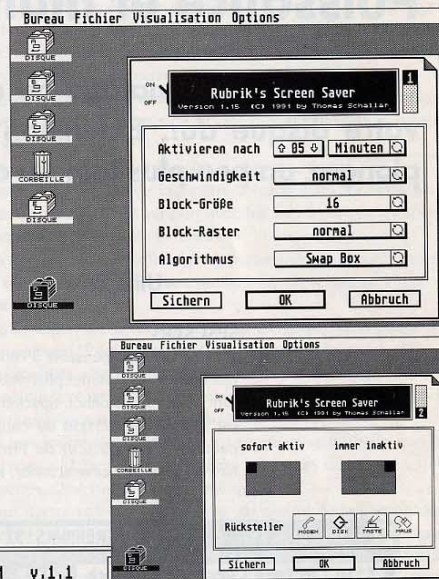 Bureau Fichier Visualisation Options
DISQUE
DISQUE
DISQUE
CORBEILLE
DISQUE
DISQUE
ON
OFF
Rubrik's Screen Saver
Version 1.15 (C) 1991 by Thomas Schallar
1
Aktivieren nach 05 Minuten
Geschwindigkeit normal
Block-Größe 16
Block-Raster normal
Algorithmus Swap Box
Sichern OK Abbruch
Bureau Fichier Visualisation Options
DISQUE
DISQUE
DISQUE
CORBEILLE
DISQUE
DISQUE
ON
OFF
Rubrik's Screen Saver
Version 1.15 (C) 1991 by Thomas Schallar
2
sofort aktiv immer inaktiv
Rücksteller MODEM DISK TASTE MAUS
Sichern OK Abbruch
v.1.1